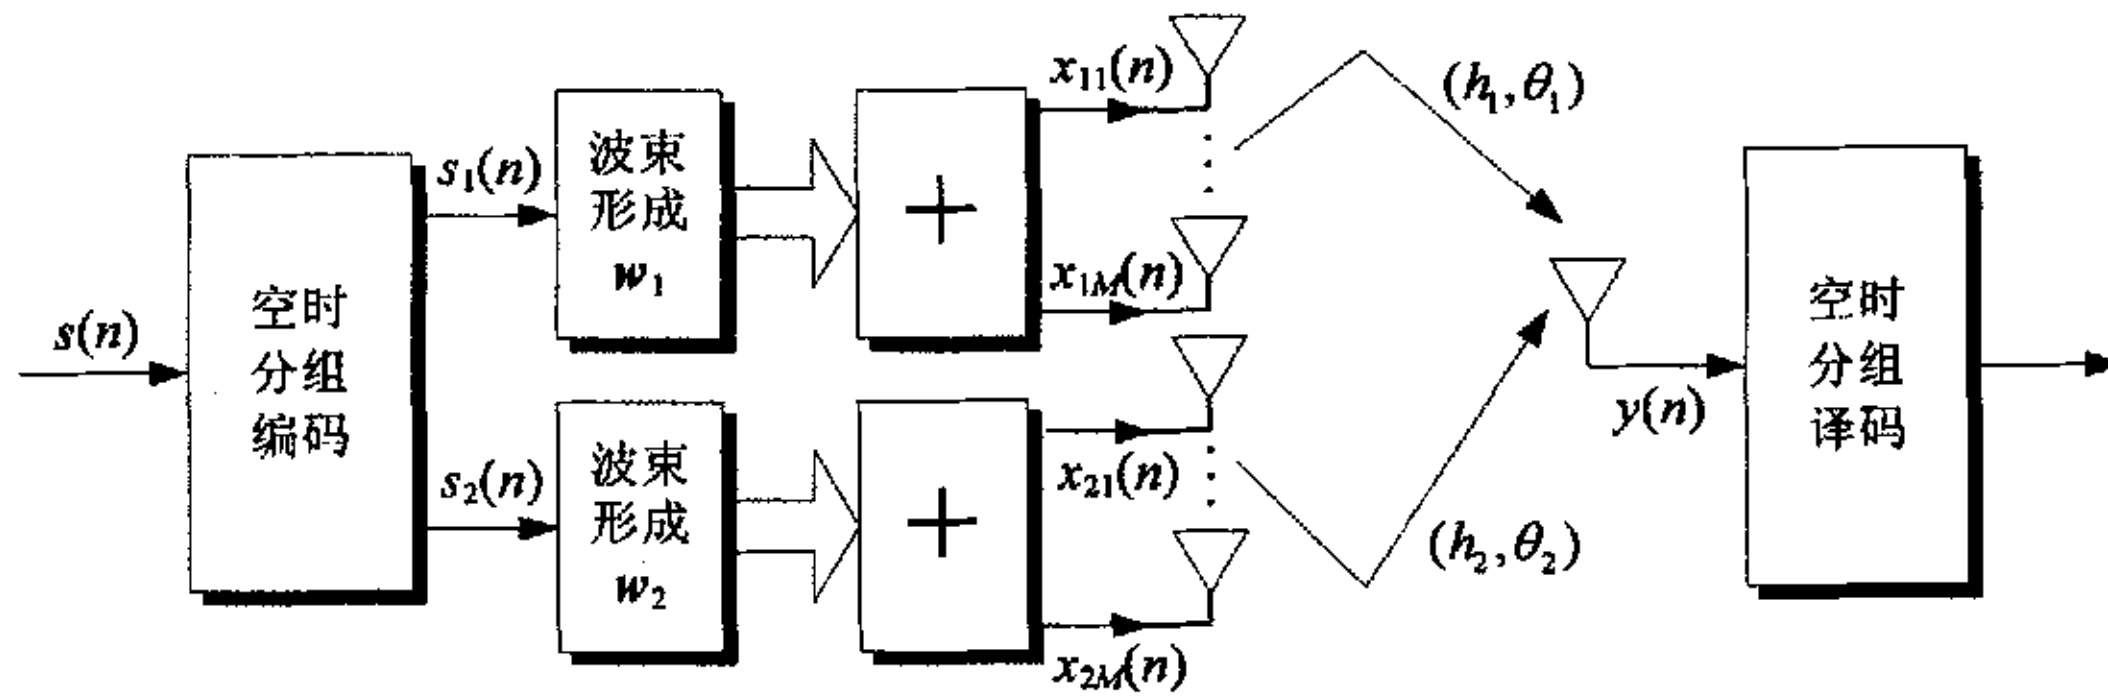 s(n)
空时
分组
编码
s₁(n)
波束
形成
w₁
+
x₁₁(n)
x₁M(n)
(h₁,θ₁)
s₂(n)
波束
形成
w₂
+
x₂₁(n)
x₂M(n)
(h₂,θ₂)
y(n)
空时
分组
译码